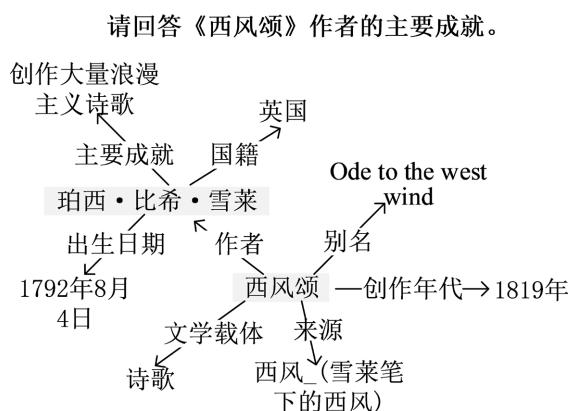 请回答《西风颂》作者的主要成就。
创作大量浪漫
主义诗歌
英国
主要成就
国籍
Ode to the west
wind
珀西·比希·雪莱
出生日期
作者
别名
1792年8月
4日
西风颂
创作年代
1819年
文学载体
来源
诗歌
西风_(雪莱笔
下的西风)